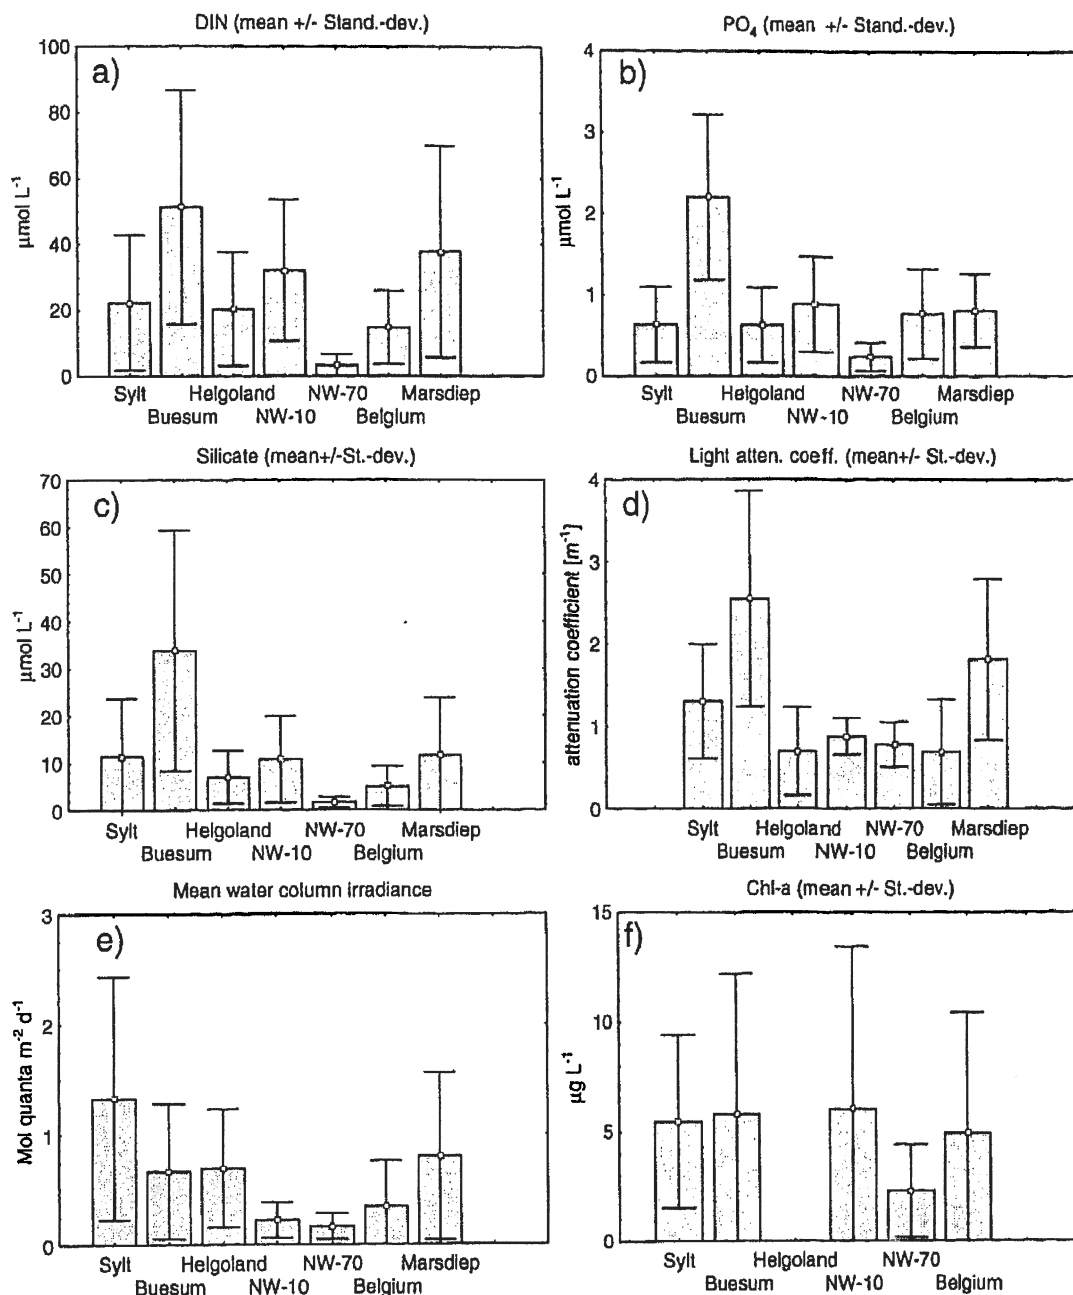 DIN (mean +/- Stand.-dev.)
a)
100
80
60
40
20
0
µmol L⁻¹
Sylt Helgoland NW-70 Marsdiep
Buesum NW-10 Belgium
PO₄ (mean +/- Stand.-dev.)
b)
4
3
2
1
0
µmol L⁻¹
Sylt Helgoland NW-70 Marsdiep
Buesum NW-10 Belgium
Silicate (mean+/-St.-dev.)
c)
70
60
50
40
30
20
10
0
µmol L⁻¹
Sylt Helgoland NW-70 Marsdiep
Buesum NW-10 Belgium
Light atten. coeff. (mean+/- St.-dev.)
d)
4
3
2
1
0
attenuation coefficient [m⁻¹]
Sylt Helgoland NW-70 Marsdiep
Buesum NW-10 Belgium
Mean water column irradiance
e)
3
2
1
0
Mol quanta m⁻² d⁻¹
Sylt Helgoland NW-70 Marsdiep
Buesum NW-10 Belgium
Chl-a (mean +/- St.-dev.)
f)
15
10
5
0
µg L⁻¹
Sylt Helgoland NW-70
Buesum NW-10 Belgium